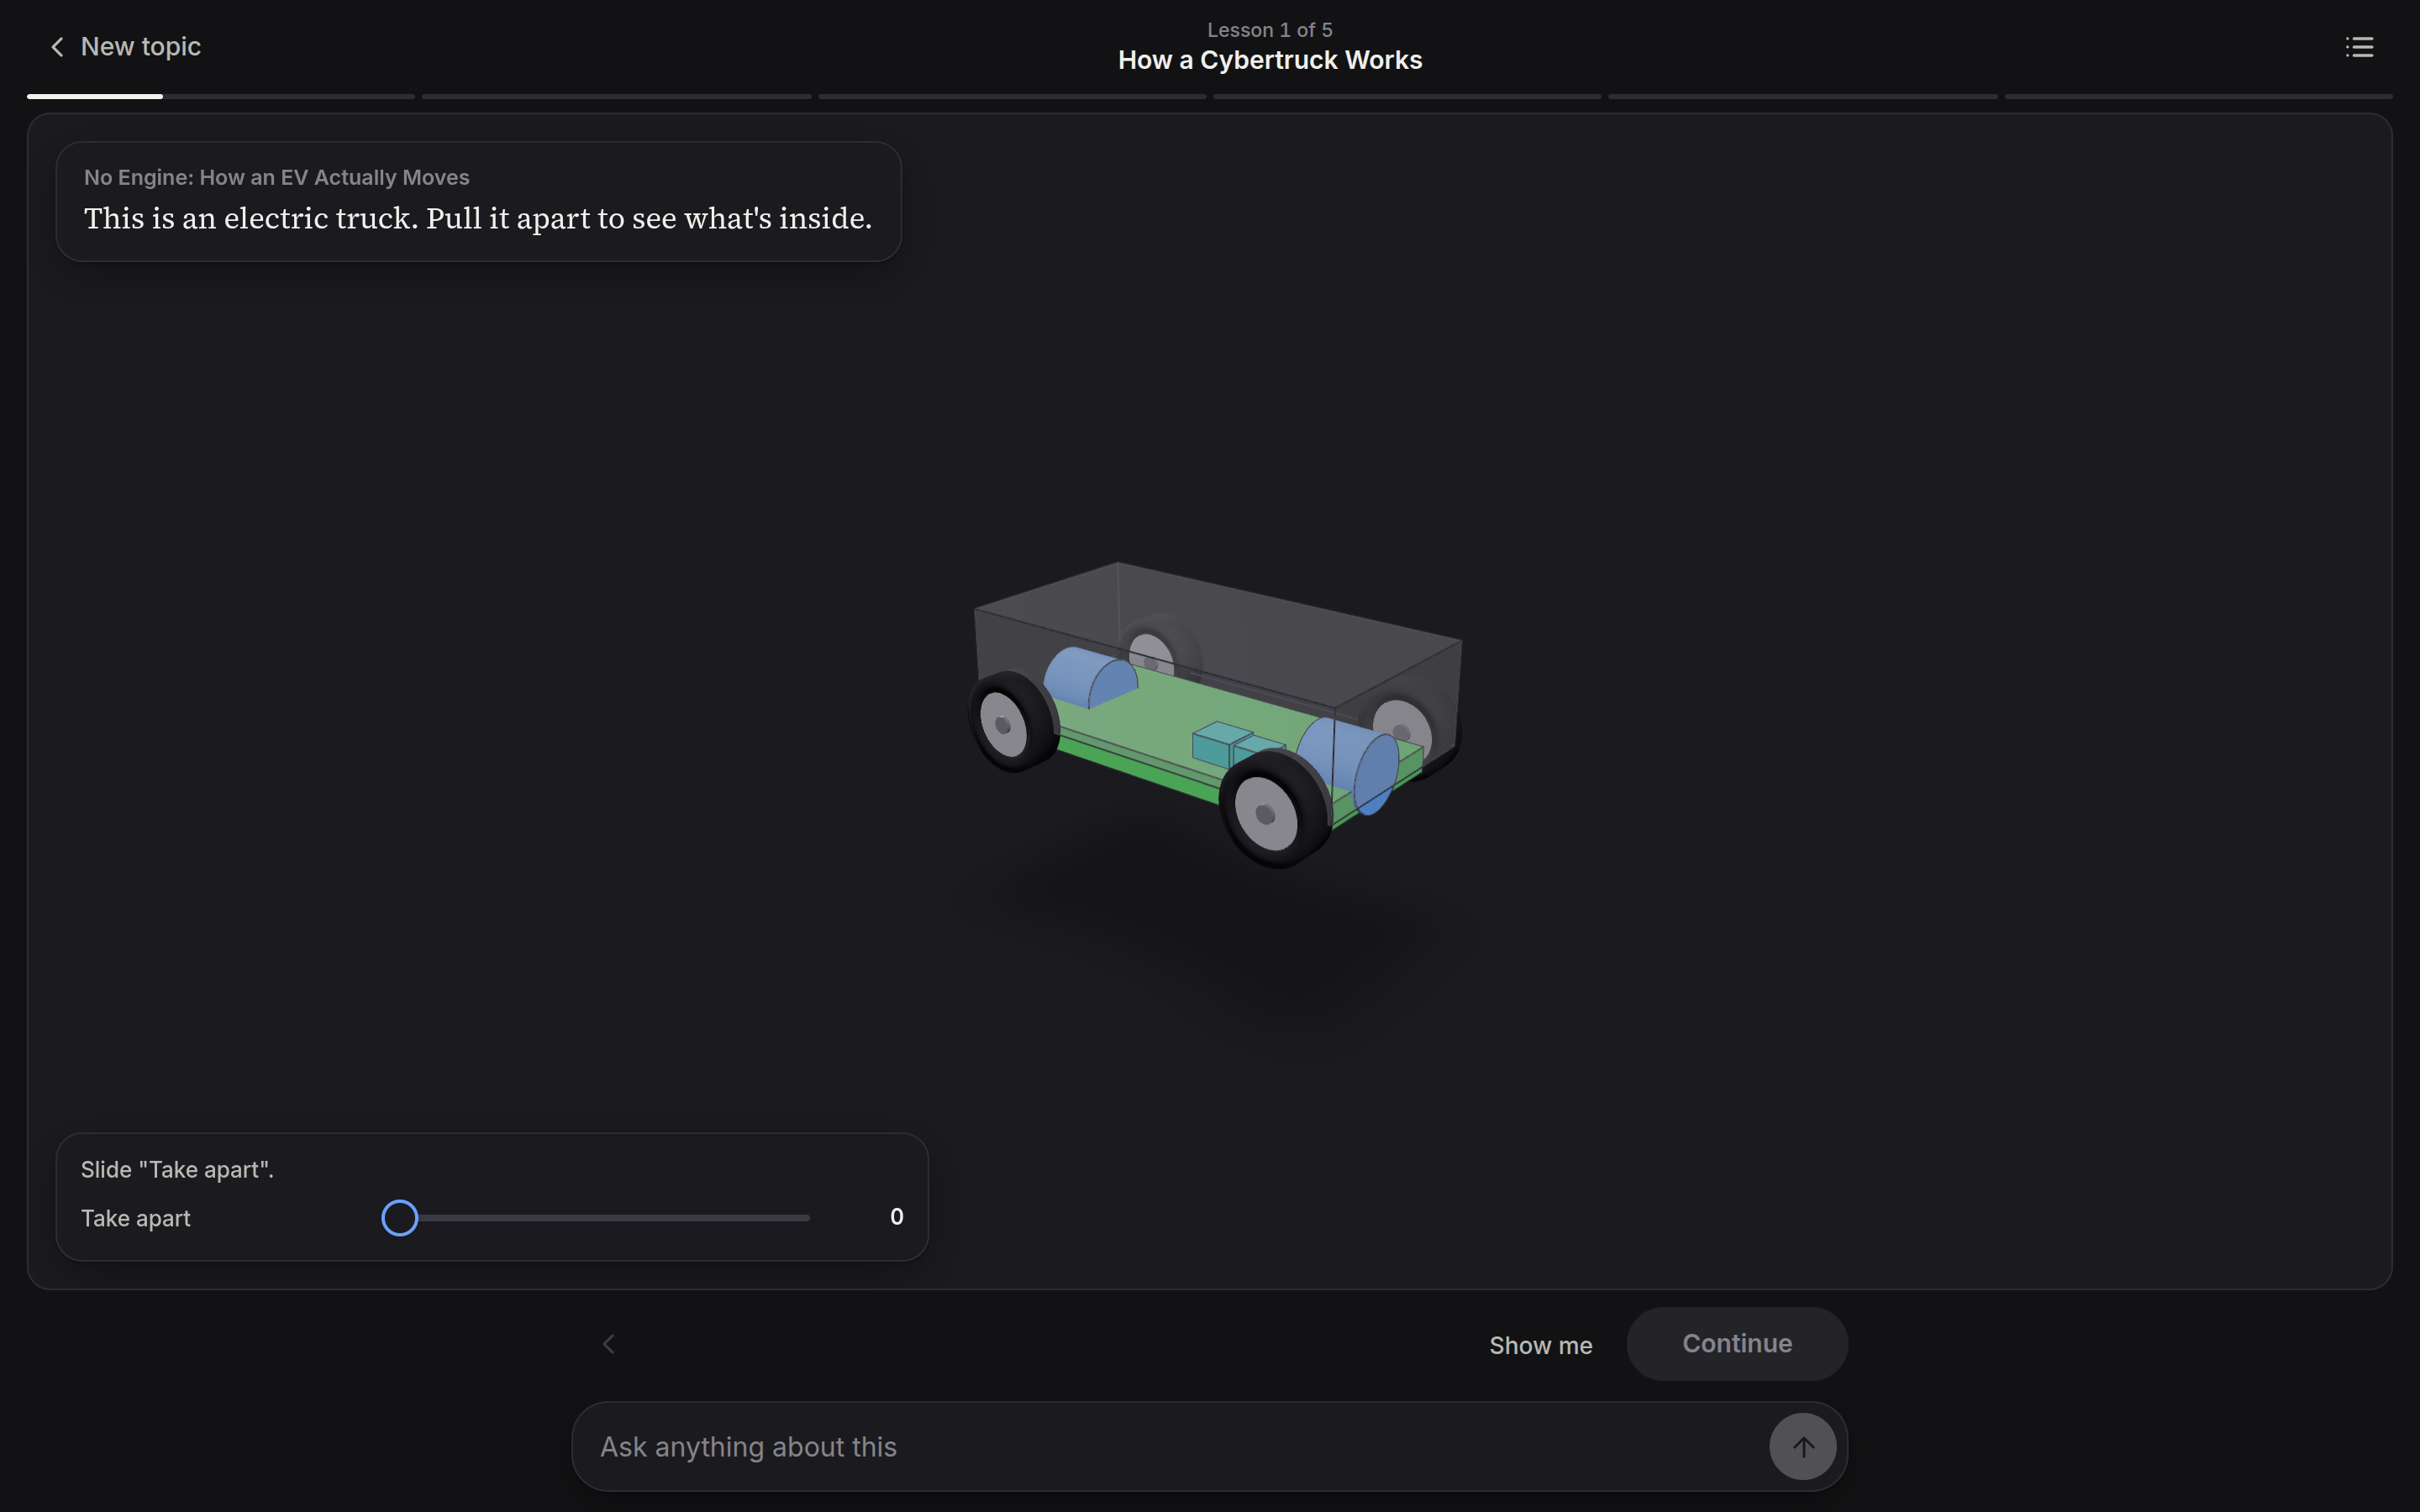 New topic
Lesson 1 of 5
How a Cybertruck Works
No Engine: How an EV Actually Moves
This is an electric truck. Pull it apart to see what's inside.
Slide "Take apart".
Take apart
0
Show me
Continue
Ask anything about this